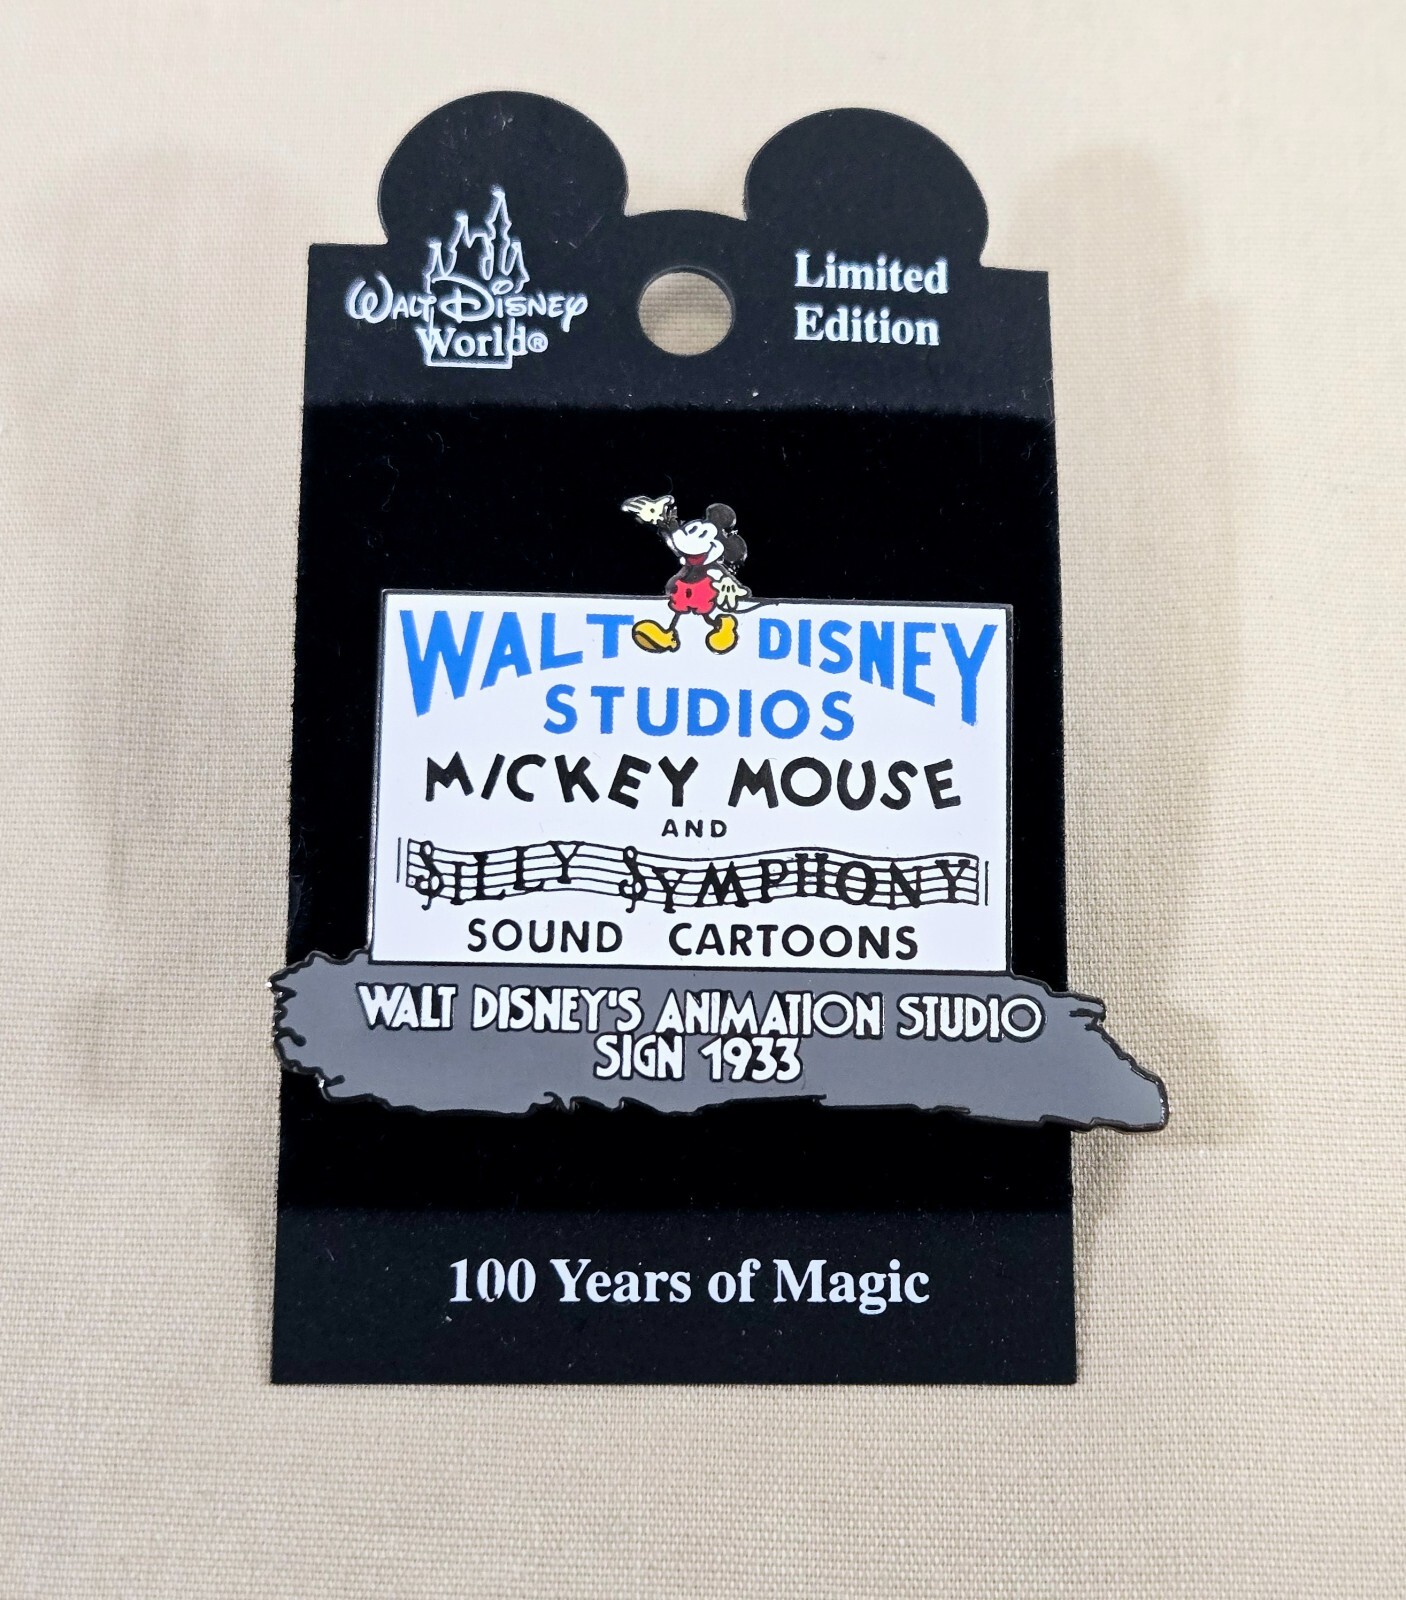 Walt Disney
World®
Limited
Edition
WALT DISNEY
STUDIOS
MICKEY MOUSE
AND
SILLY SYMPHONY
SOUND CARTOONS
WALT DISNEY'S ANIMATION STUDIO
SIGN 1933
100 Years of Magic